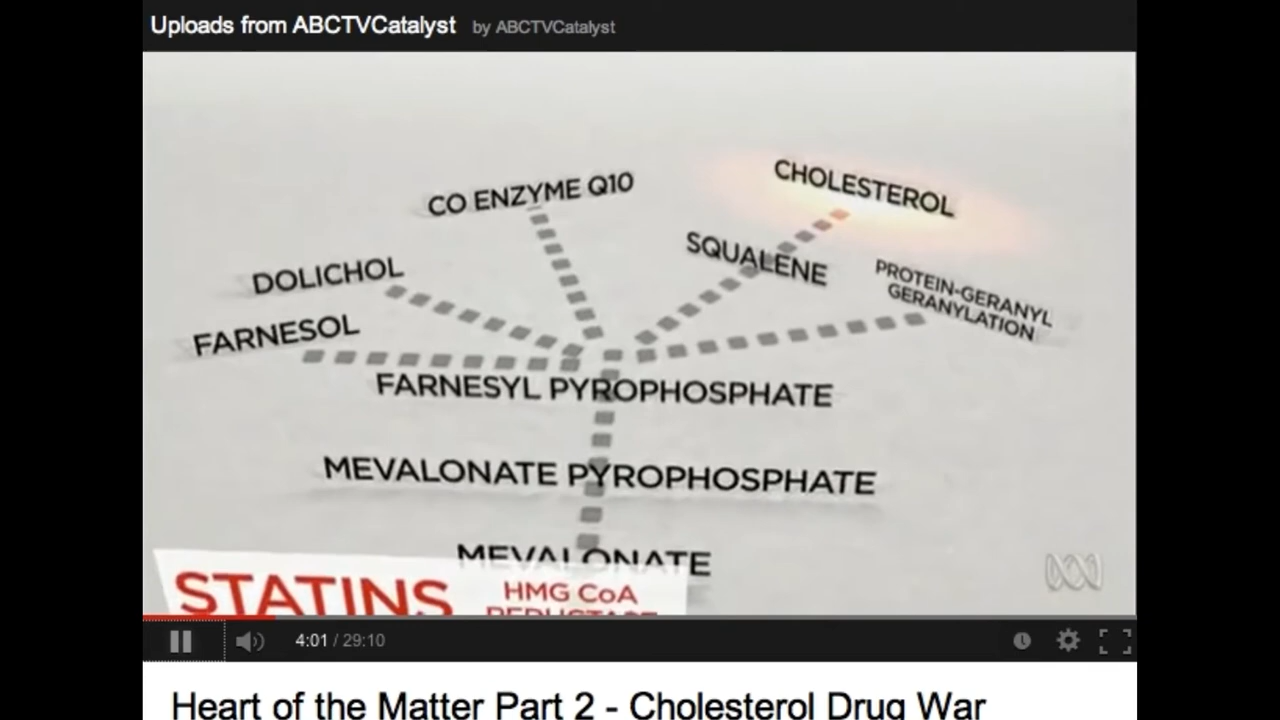 Uploads from ABCTVCatalyst by ABCTVCatalyst
CO ENZYME Q10
CHOLESTEROL
DOLICHOL
SQUALENE
PROTEIN-GERANYL
GERANYLATION
FARNESOL
FARNESYL PYROPHOSPHATE
MEVALONATE PYROPHOSPHATE
MEVALONATE
STATINS
HMG CoA
REDUCTASE
4:01 / 29:10
Heart of the Matter Part 2 - Cholesterol Drug War